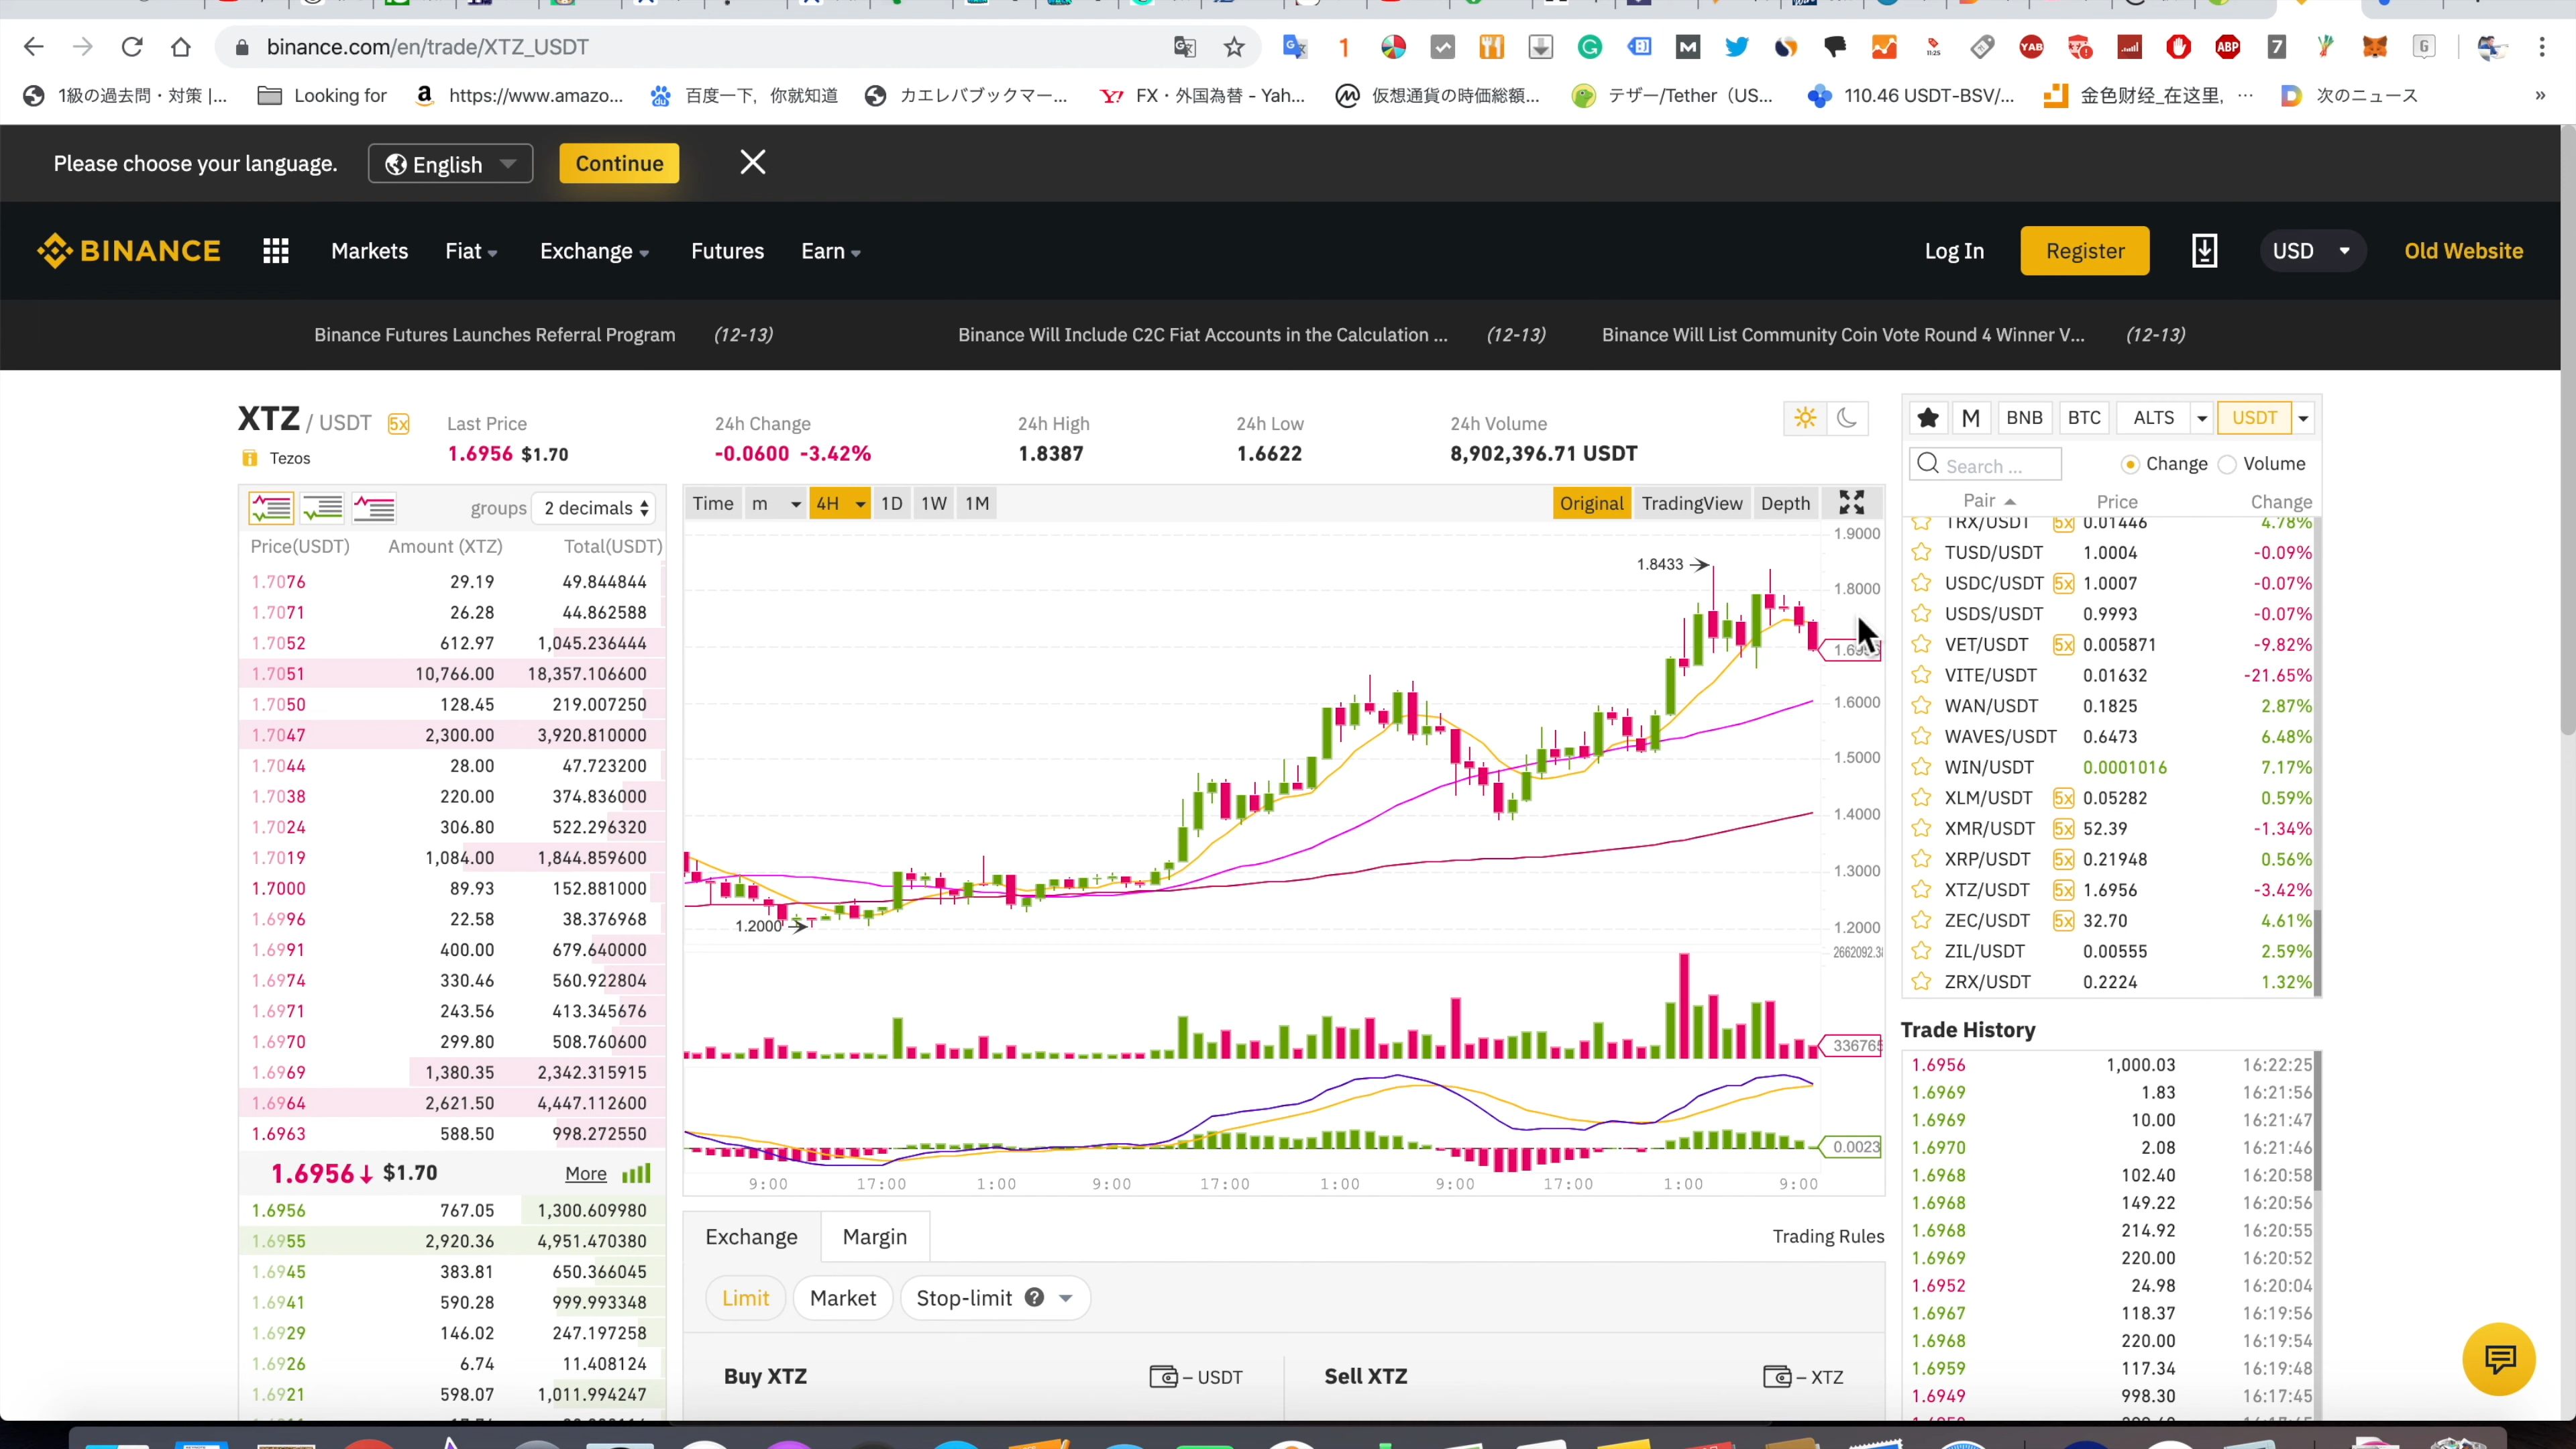 binance.com/en/trade/XTZ_USDT
1級の過去問・対策 |...
Looking for
https://www.amazo...
百度一下，你就知道
カエレバブックマー...
FX・外国為替 - Yah...
仮想通貨の時価総額...
テザー/Tether（US...
110.46 USDT-BSV/...
金色财经_在这里, ...
次のニュース
»
Please choose your language.
English
Continue
BINANCE
Markets
Fiat
Exchange
Futures
Earn
Log In
Register
USD
Old Website
Binance Futures Launches Referral Program (12-13)
Binance Will Include C2C Fiat Accounts in the Calculation ... (12-13)
Binance Will List Community Coin Vote Round 4 Winner V... (12-13)
XTZ / USDT 5x
Tezos
Last Price
1.6956 $1.70
24h Change
-0.0600 -3.42%
24h High
1.8387
24h Low
1.6622
24h Volume
8,902,396.71 USDT
groups 2 decimals
Price(USDT) Amount (XTZ) Total(USDT)
1.7076 29.19 49.844844
1.7071 26.28 44.862588
1.7052 612.97 1,045.236444
1.7051 10,766.00 18,357.106600
1.7050 128.45 219.007250
1.7047 2,300.00 3,920.810000
1.7044 28.00 47.723200
1.7038 220.00 374.836000
1.7024 306.80 522.296320
1.7019 1,084.00 1,844.859600
1.7000 89.93 152.881000
1.6996 22.58 38.376968
1.6991 400.00 679.640000
1.6974 330.46 560.922804
1.6971 243.56 413.345676
1.6970 299.80 508.760600
1.6969 1,380.35 2,342.315915
1.6964 2,621.50 4,447.112600
1.6963 588.50 998.272550
1.6956↓ $1.70 More
1.6956 767.05 1,300.609980
1.6955 2,920.36 4,951.470380
1.6945 383.81 650.366045
1.6941 590.28 999.993348
1.6929 146.02 247.197258
1.6926 6.74 11.408124
1.6921 598.07 1,011.994247
Time m 4H 1D 1W 1M
Original TradingView Depth
1.9000
1.8433
1.8000
1.6000
1.5000
1.4000
1.3000
1.2000
1.2000
2662092.3
336765
0.0023
9:00 17:00 1:00 9:00 17:00 1:00 9:00 17:00 1:00 9:00
Exchange Margin Trading Rules
Limit Market Stop-limit ?
Buy XTZ – USDT
Sell XTZ – XTZ
M BNB BTC ALTS USDT
Search ... Change Volume
Pair Price Change
TRX/USDT 5x 0.01446 4.78%
TUSD/USDT 1.0004 -0.09%
USDC/USDT 5x 1.0007 -0.07%
USDS/USDT 0.9993 -0.07%
VET/USDT 5x 0.005871 -9.82%
VITE/USDT 0.01632 -21.65%
WAN/USDT 0.1825 2.87%
WAVES/USDT 0.6473 6.48%
WIN/USDT 0.0001016 7.17%
XLM/USDT 5x 0.05282 0.59%
XMR/USDT 5x 52.39 -1.34%
XRP/USDT 5x 0.21948 0.56%
XTZ/USDT 5x 1.6956 -3.42%
ZEC/USDT 5x 32.70 4.61%
ZIL/USDT 0.00555 2.59%
ZRX/USDT 0.2224 1.32%
Trade History
1.6956 1,000.03 16:22:25
1.6969 1.83 16:21:56
1.6969 10.00 16:21:47
1.6970 2.08 16:21:46
1.6968 102.40 16:20:58
1.6968 149.22 16:20:56
1.6968 214.92 16:20:55
1.6969 220.00 16:20:52
1.6952 24.98 16:20:04
1.6967 118.37 16:19:56
1.6968 220.00 16:19:54
1.6959 117.34 16:19:48
1.6949 998.30 16:17:45